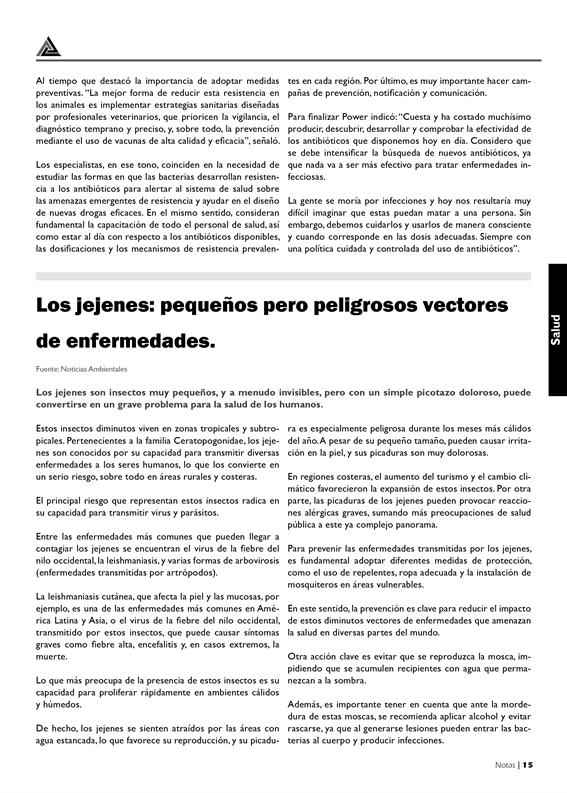 Al tiempo que destacó la importancia de adoptar medidas
preventivas. “La mejor forma de reducir esta resistencia en
los animales es implementar estrategias sanitarias diseñadas
por profesionales veterinarios, que prioricen la vigilancia, el
diagnóstico temprano y preciso, y, sobre todo, la prevención
mediante el uso de vacunas de alta calidad y eficacia”, señaló.
Los especialistas, en ese tono, coinciden en la necesidad de
estudiar las formas en que las bacterias desarrollan resisten-
cia a los antibióticos para alertar al sistema de salud sobre
las amenazas emergentes de resistencia y ayudar en el diseño
de nuevas drogas eficaces. En el mismo sentido, consideran
fundamental la capacitación de todo el personal de salud, así
como estar al día con respecto a los antibióticos disponibles,
las dosificaciones y los mecanismos de resistencia prevalen-
tes en cada región. Por último, es muy importante hacer cam-
pañas de prevención, notificación y comunicación.
Para finalizar Power indicó: “Cuesta y ha costado muchísimo
producir, descubrir, desarrollar y comprobar la efectividad de
los antibióticos que disponemos hoy en día. Considero que
se debe intensificar la búsqueda de nuevos antibióticos, ya
que nada va a ser más efectivo para tratar enfermedades in-
fecciosas.
La gente se moría por infecciones y hoy nos resultaría muy
difícil imaginar que estas puedan matar a una persona. Sin
embargo, debemos cuidarlos y usarlos de manera consciente
y cuando corresponde en las dosis adecuadas. Siempre con
una política cuidada y controlada del uso de antibióticos”.
Salud
Los jejenes: pequeños pero peligrosos vectores
de enfermedades.
Fuente: Noticias Ambientales
Los jejenes son insectos muy pequeños, y a menudo invisibles, pero con un simple picotazo doloroso, puede
convertirse en un grave problema para la salud de los humanos.
Estos insectos diminutos viven en zonas tropicales y subtro-
picales. Pertenecientes a la familia Ceratopogonidae, los jeje-
nes son conocidos por su capacidad para transmitir diversas
enfermedades a los seres humanos, lo que los convierte en
un serio riesgo, sobre todo en áreas rurales y costeras.
El principal riesgo que representan estos insectos radica en
su capacidad para transmitir virus y parásitos.
Entre las enfermedades más comunes que pueden llegar a
contagiar los jejenes se encuentran el virus de la fiebre del
nilo occidental, la leishmaniasis, y varias formas de arbovirosis
(enfermedades transmitidas por artrópodos).
La leishmaniasis cutánea, que afecta la piel y las mucosas, por
ejemplo, es una de las enfermedades más comunes en Amé-
rica Latina y Asia, o el virus de la fiebre del nilo occidental,
transmitido por estos insectos, que puede causar síntomas
graves como fiebre alta, encefalitis y, en casos extremos, la
muerte.
Lo que más preocupa de la presencia de estos insectos es su
capacidad para proliferar rápidamente en ambientes cálidos
y húmedos.
De hecho, los jejenes se sienten atraídos por las áreas con
agua estancada, lo que favorece su reproducción, y su picadu-
ra es especialmente peligrosa durante los meses más cálidos
del año. A pesar de su pequeño tamaño, pueden causar irrita-
ción en la piel, y sus picaduras son muy dolorosas.
En regiones costeras, el aumento del turismo y el cambio cli-
mático favorecieron la expansión de estos insectos. Por otra
parte, las picaduras de los jejenes pueden provocar reaccio-
nes alérgicas graves, sumando más preocupaciones de salud
pública a este ya complejo panorama.
Para prevenir las enfermedades transmitidas por los jejenes,
es fundamental adoptar diferentes medidas de protección,
como el uso de repelentes, ropa adecuada y la instalación de
mosquiteros en áreas vulnerables.
En este sentido, la prevención es clave para reducir el impacto
de estos diminutos vectores de enfermedades que amenazan
la salud en diversas partes del mundo.
Otra acción clave es evitar que se reproduzca la mosca, im-
pidiendo que se acumulen recipientes con agua que perma-
nezcan a la sombra.
Además, es importante tener en cuenta que ante la morde-
dura de estas moscas, se recomienda aplicar alcohol y evitar
rascarse, ya que al generarse lesiones pueden entrar las bac-
terias al cuerpo y producir infecciones.
Notas | 15